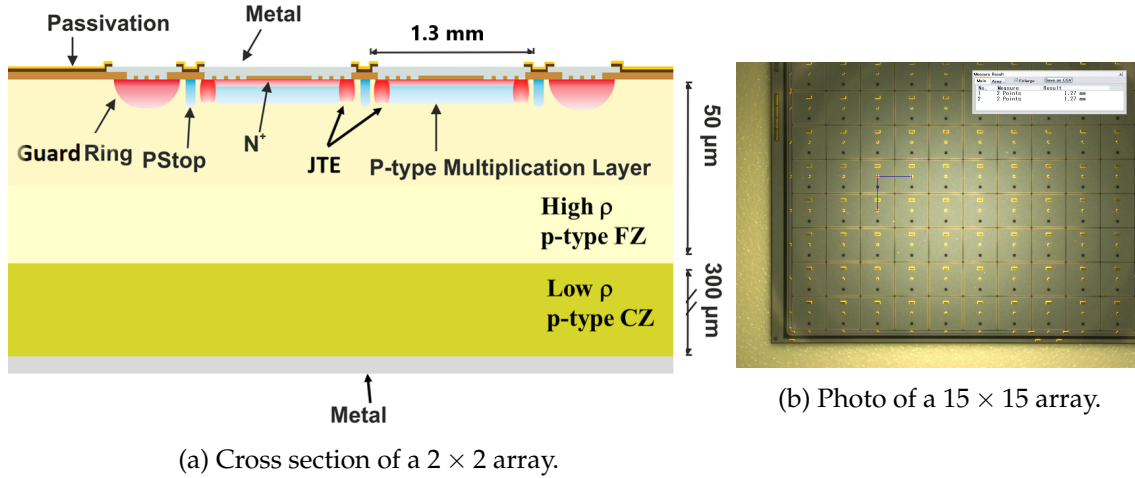 Passivation
Metal
1.3 mm
Guard Ring
PStop
N+
JTE
P-type Multiplication Layer
50 µm
High ρ
p-type FZ
Low ρ
p-type CZ
300 µm
Metal
(a) Cross section of a 2 × 2 array.
Measure Result
Main Area Enlarge Save as CSV
No. Measure Result
1 2 Points 1.27 mm
2 2 Points 1.27 mm
(b) Photo of a 15 × 15 array.